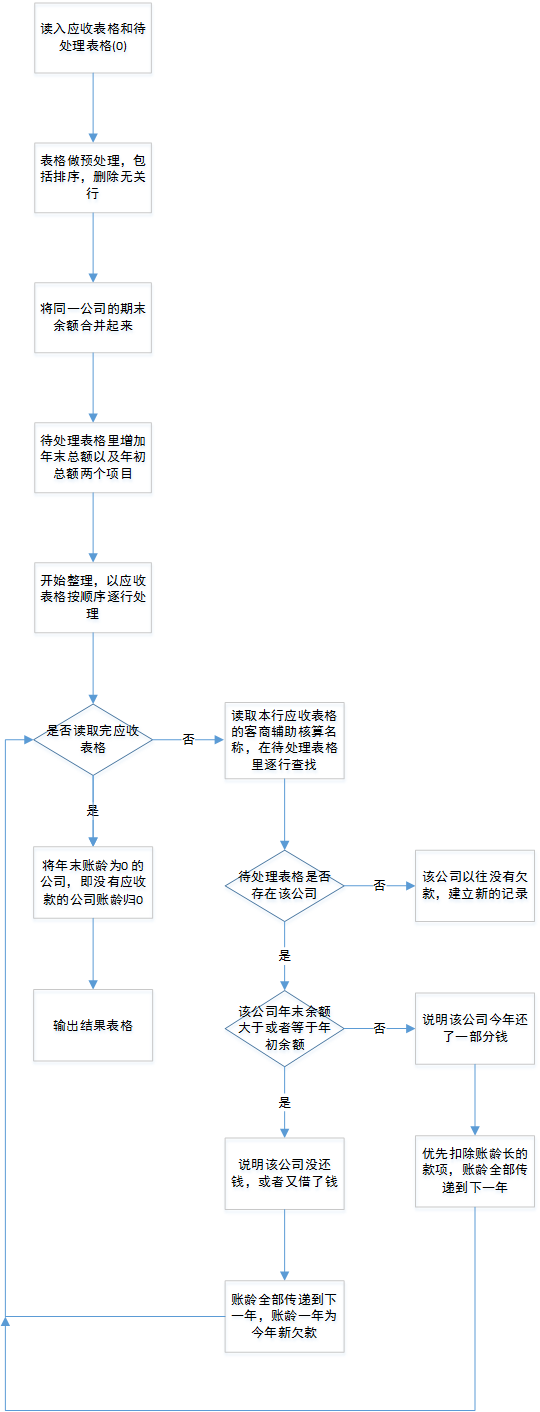 读入应收表格和待
处理表格(0)
表格做预处理，包
括排序，删除无关
行
将同一公司的期末
余额合并起来
待处理表格里增加
年末总额以及年初
总额两个项目
开始整理，以应收
表格按顺序逐行处
理
是否读取完应收
表格
否
读取本行应收表格
的客商辅助核算名
称，在待处理表格
里逐行查找
是
将年末账龄为0 的
公司，即没有应收
款的公司账龄归0
输出结果表格
待处理表格是否
存在该公司
否
该公司以往没有欠
款，建立新的记录
是
该公司年末余额
大于或者等于年
初余额
否
说明该公司今年还
了一部分钱
是
优先扣除账龄长的
款项，账龄全部传
递到下一年
说明该公司没还
钱，或者又借了钱
账龄全部传递到下
一年，账龄一年为
今年新欠款